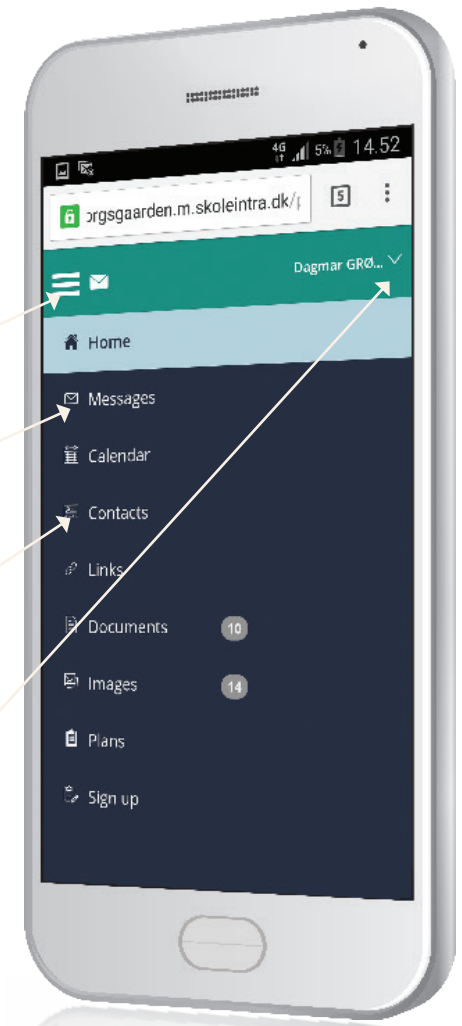 4G 5% 14.52
orgsgaarden.m.skoleintra.dk/ 5
Dagmar GRØ...
Home
Messages
Calendar
Contacts
Links
Documents 10
Images 14
Plans
Sign up